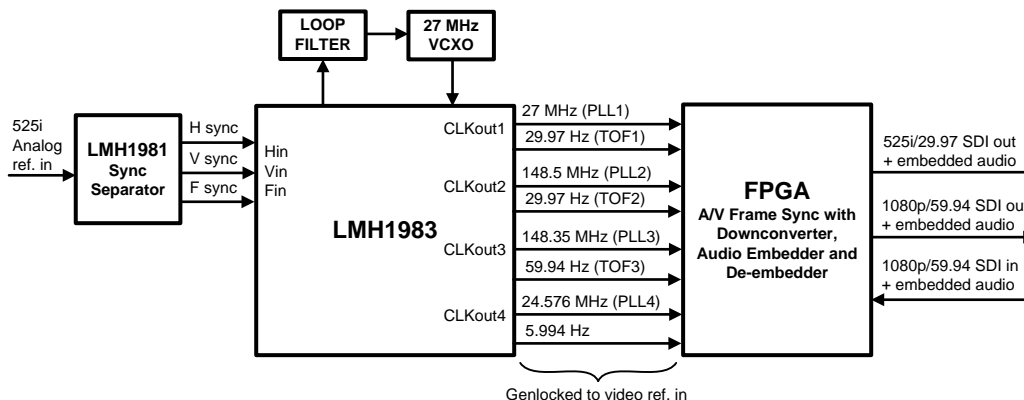 LOOP
FILTER
27 MHz
VCXO
525i
Analog
ref. in
LMH1981
Sync
Separator
H sync
V sync
F sync
Hin
Vin
Fin
LMH1983
CLKout1
CLKout2
CLKout3
CLKout4
27 MHz (PLL1)
29.97 Hz (TOF1)
148.5 MHz (PLL2)
29.97 Hz (TOF2)
148.35 MHz (PLL3)
59.94 Hz (TOF3)
24.576 MHz (PLL4)
5.994 Hz
FPGA
A/V Frame Sync with
Downconverter,
Audio Embedder and
De-embedder
525i/29.97 SDI out
+ embedded audio
1080p/59.94 SDI ou
+ embedded audio
1080p/59.94 SDI in
+ embedded audio
Genlocked to video ref. in